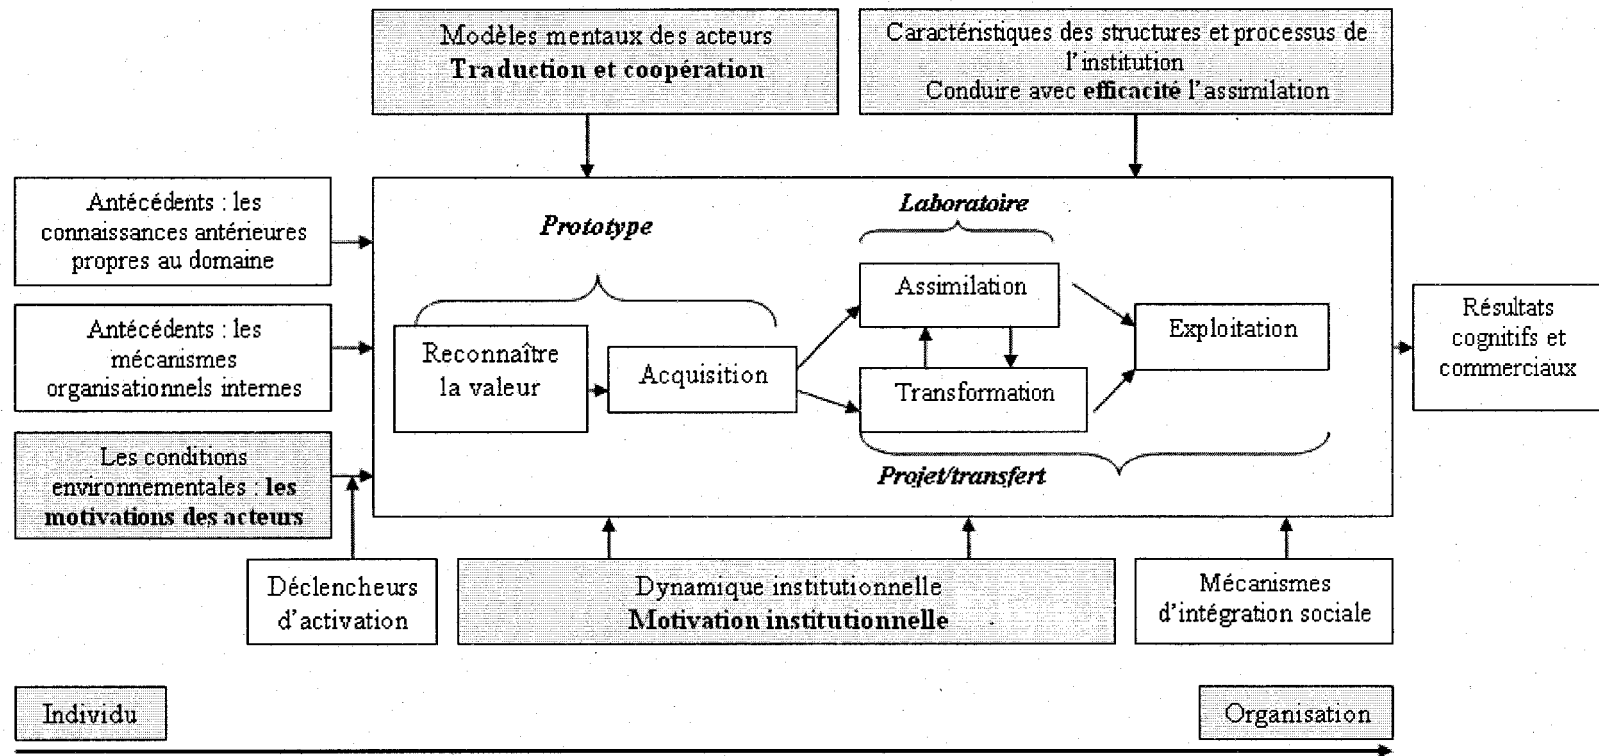 Modèles mentaux des acteurs
Traduction et coopération
Caractéristiques des structures et processus de
l'institution
Conduire avec efficacité l'assimilation
Antécédents : les
connaissances antérieures
propres au domaine
Antécédents : les
mécanismes
organisationnels internes
Les conditions
environnementales : les
motivations des acteurs
Prototype
Laboratoire
Reconnaître
la valeur
Acquisition
Assimilation
Transformation
Exploitation
Projet/transfert
Résultats
cognitifs et
commerciaux
Déclencheurs
d'activation
Dynamique institutionnelle
Motivation institutionnelle
Mécanismes
d'intégration sociale
Individu
Organisation